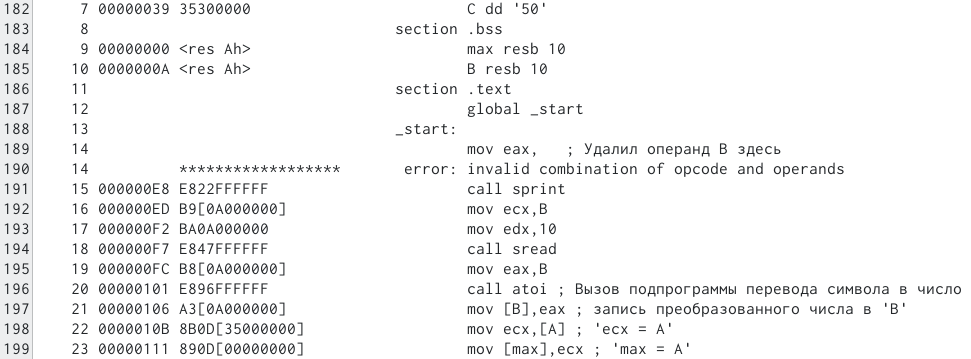 182 7 00000039 35300000 C dd '50'
183 8 section .bss
184 9 00000000 <res Ah> max resb 10
185 10 0000000A <res Ah> B resb 10
186 11 section .text
187 12 global _start
188 13 _start:
189 14 mov eax, ; Удалил операнд B здесь
190 14 ****************** error: invalid combination of opcode and operands
191 15 000000E8 E822FFFFFF call sprint
192 16 000000ED B9[0A000000] mov ecx,B
193 17 000000F2 BA0A000000 mov edx,10
194 18 000000F7 E847FFFFFF call sread
195 19 000000FC B8[0A000000] mov eax,B
196 20 00000101 E896FFFFFF call atoi ; Вызов подпрограммы перевода символа в число
197 21 00000106 A3[0A000000] mov [B],eax ; запись преобразованного числа в 'B'
198 22 0000010B 8B0D[35000000] mov ecx,[A] ; 'ecx = A'
199 23 00000111 890D[00000000] mov [max],ecx ; 'max = A'